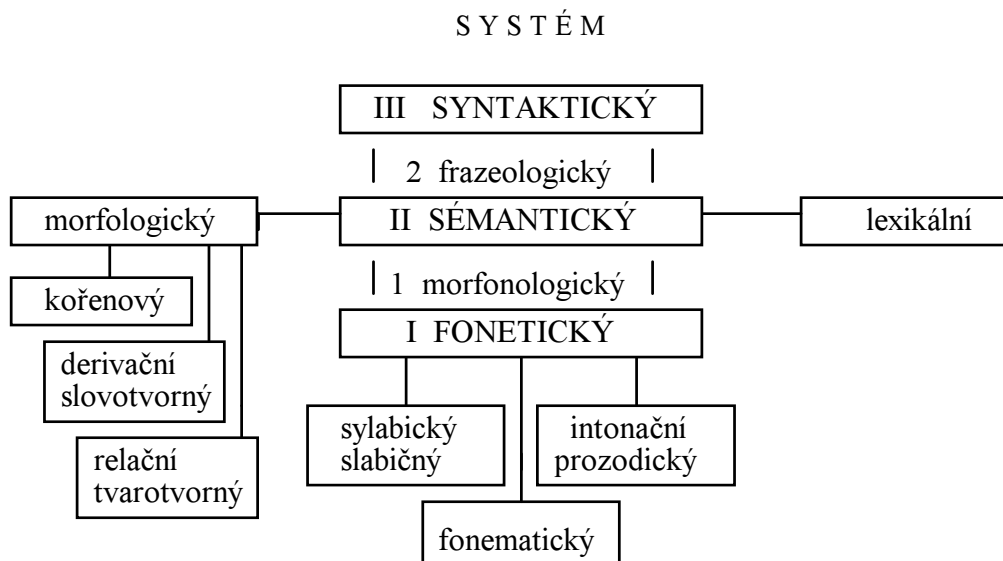 S Y S T É M
III SYNTAKTICKÝ
2 frazeologický
morfologický
II SÉMANTICKÝ
lexikální
1 morfonologický
kořenový
I FONETICKÝ
derivační
slovotvorný
sylabický
slabičný
intonační
prozodický
relační
tvarotvorný
fonematický